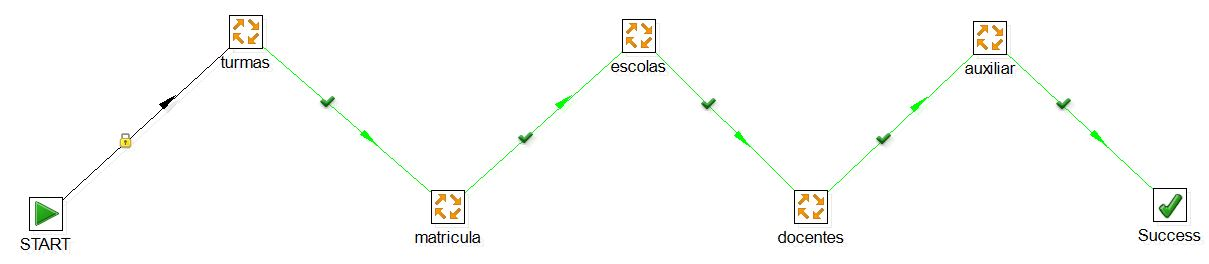 START
turmas
matricula
escolas
docentes
auxiliar
Success